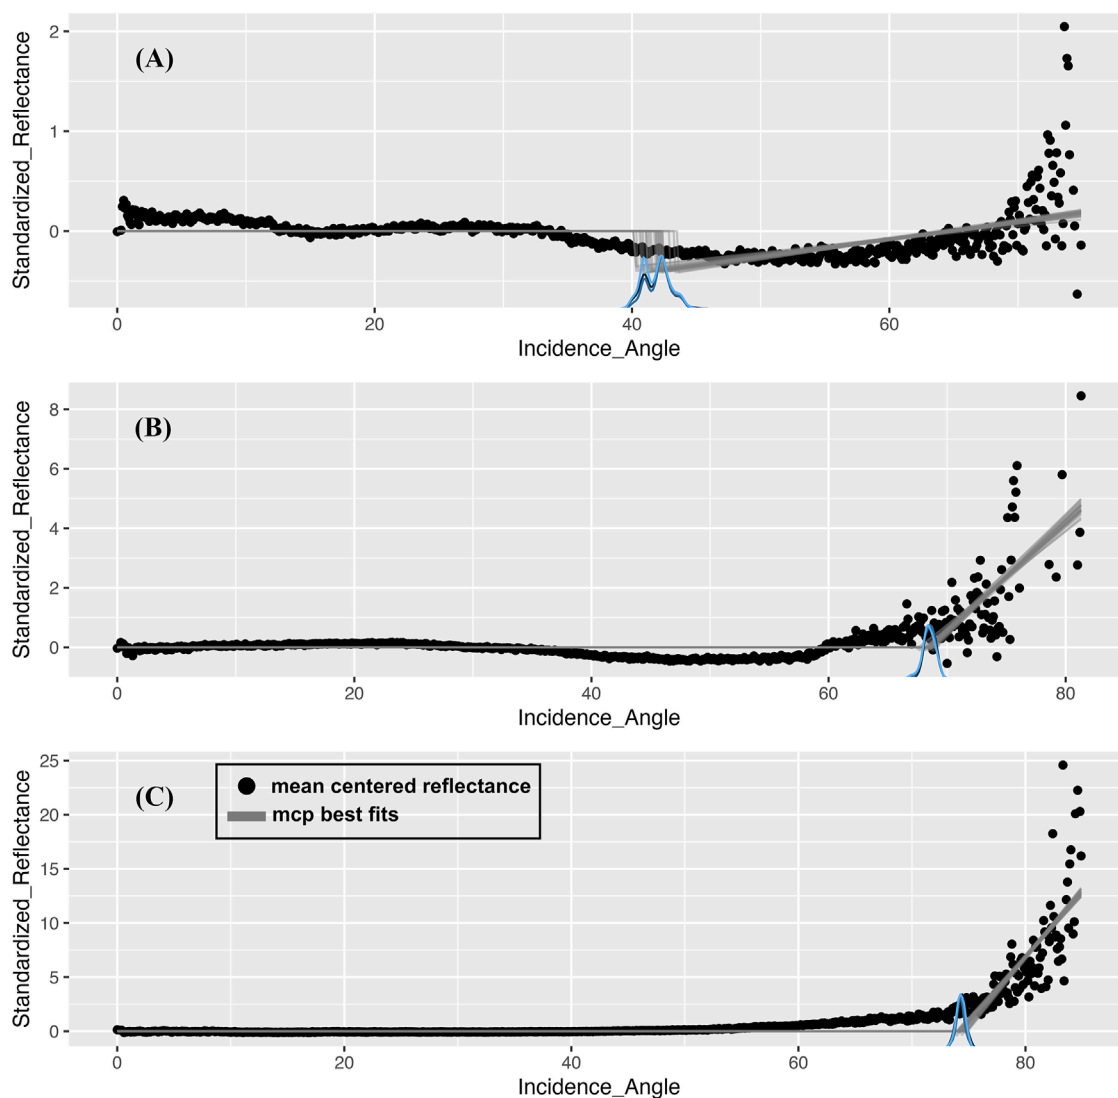 (A)
Standardized_Reflectance
2
1
0
0 20 40 60
Incidence_Angle
(B)
Standardized_Reflectance
8
6
4
2
0
0 20 40 60 80
Incidence_Angle
(C)
mean centered reflectance
mcp best fits
Standardized_Reflectance
25
20
15
10
5
0
0 20 40 60 80
Incidence_Angle